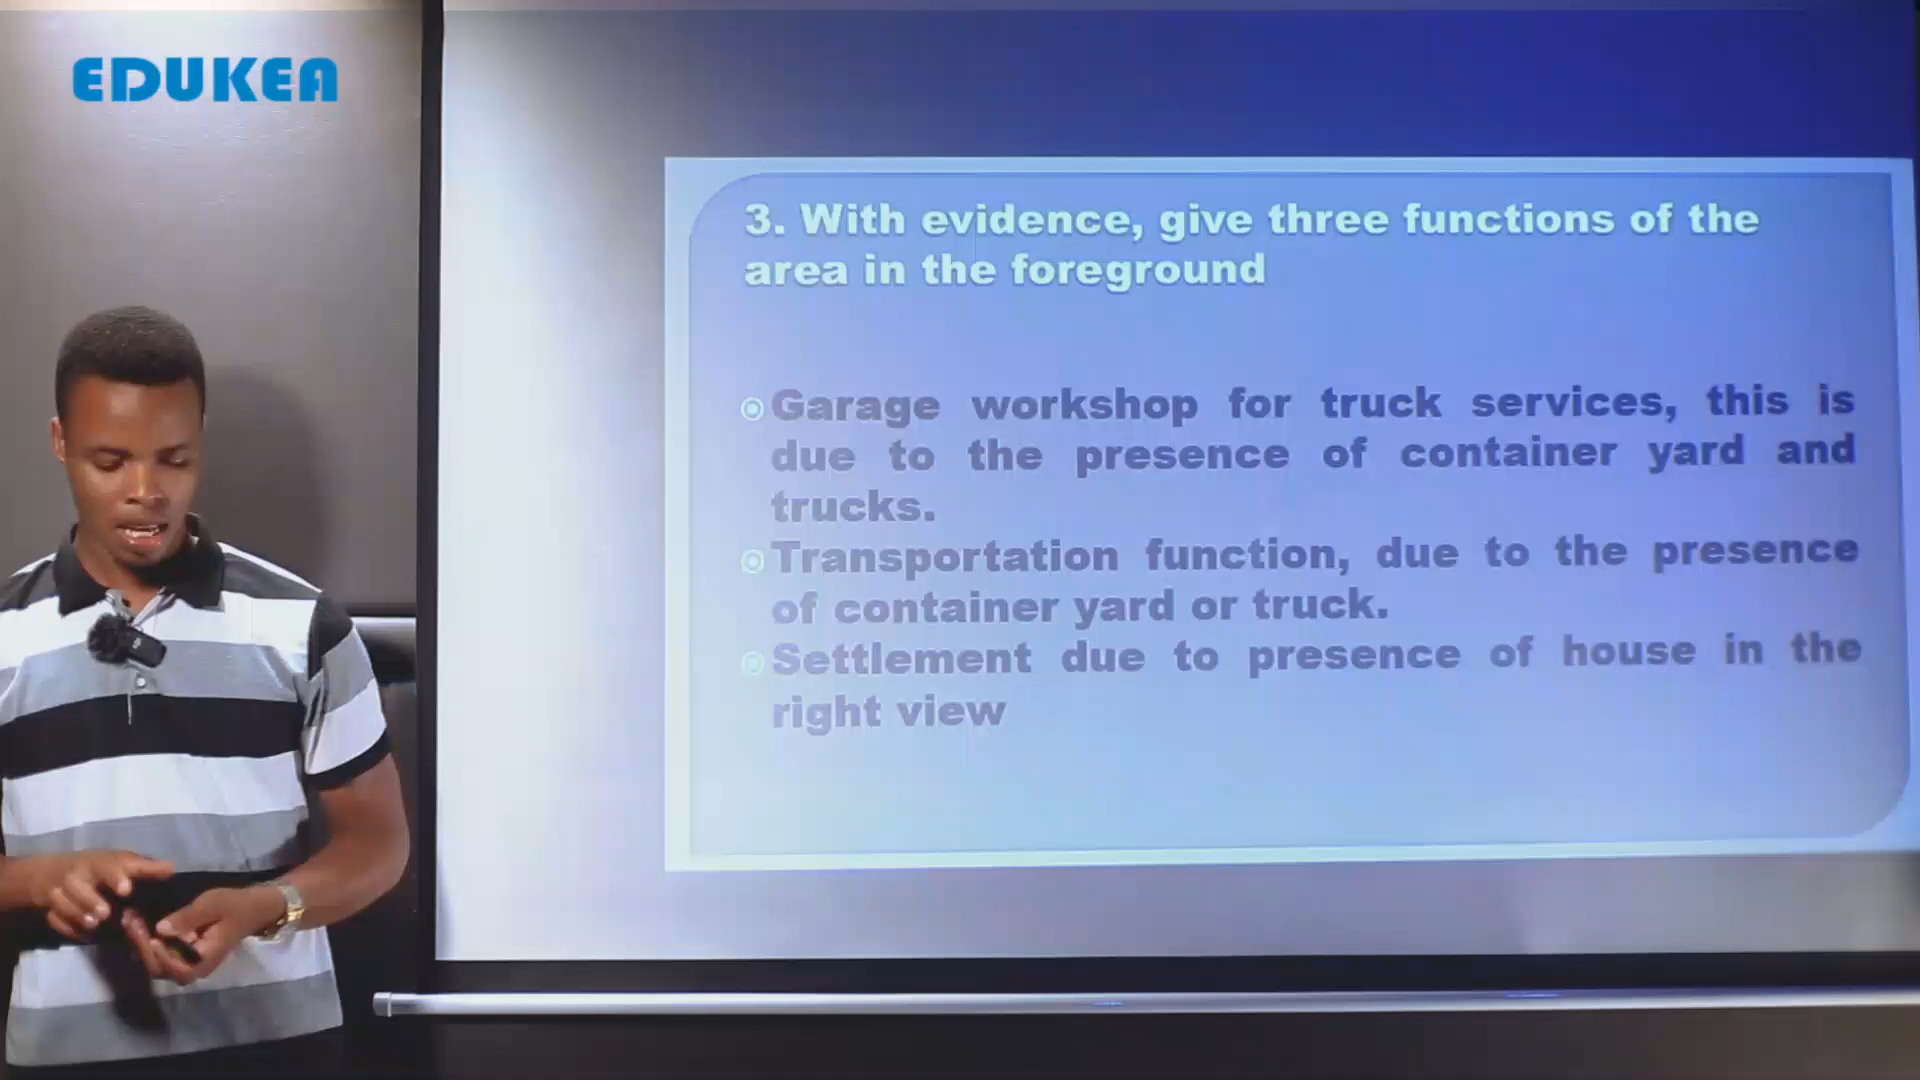 EDUKEA
3. With evidence, give three functions of the
area in the foreground
Garage workshop for truck services, this is
due to the presence of container yard and
trucks.
Transportation function, due to the presence
of container yard or truck.
Settlement due to presence of house in the
right view